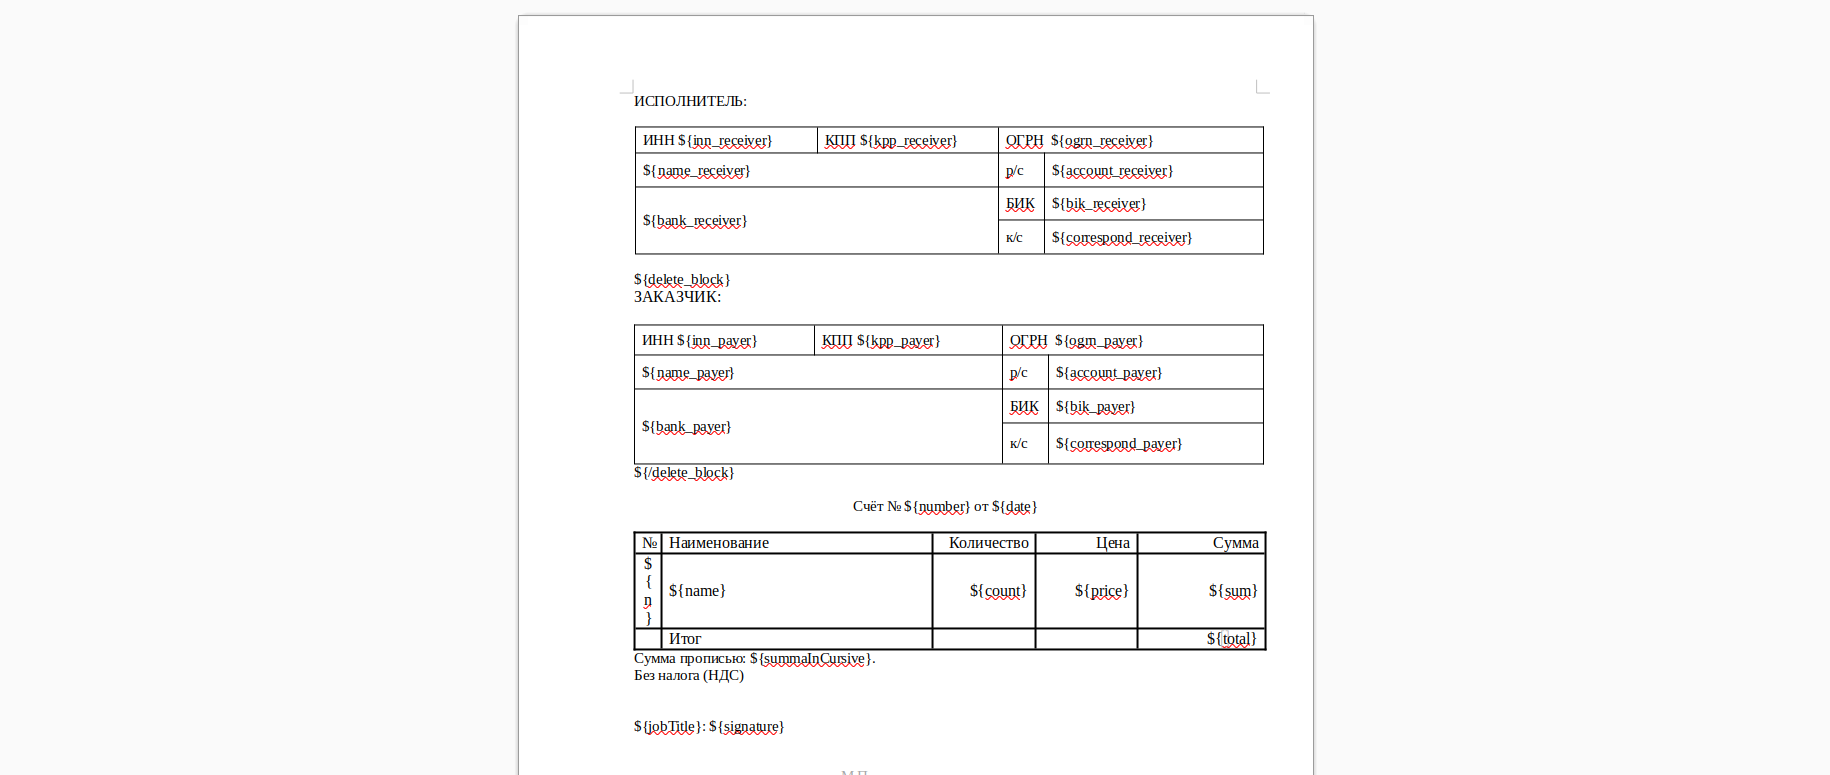 ИСПОЛНИТЕЛЬ:
ИНН ${inn_receiver} КПП ${kpp_receiver} ОГРН ${ogrn_receiver}
${name_receiver} р/с ${account_receiver}
${bank_receiver}
БИК ${bik_receiver}
к/с ${correspond_receiver}
${delete_block}
ЗАКАЗЧИК:
ИНН ${inn_payer} КПП ${kpp_payer} ОГРН ${ogrn_payer}
${name_payer} р/с ${account_payer}
${bank_payer}
БИК ${bik_payer}
к/с ${correspond_payer}
${/delete_block}
Счёт № ${number} от ${date}
№ Наименование Количество Цена Сумма
${n} ${name} ${count} ${price} ${sum}
Итог ${total}
Сумма прописью: ${summaInCursive}.
Без налога (НДС)
${jobTitle}: ${signature}